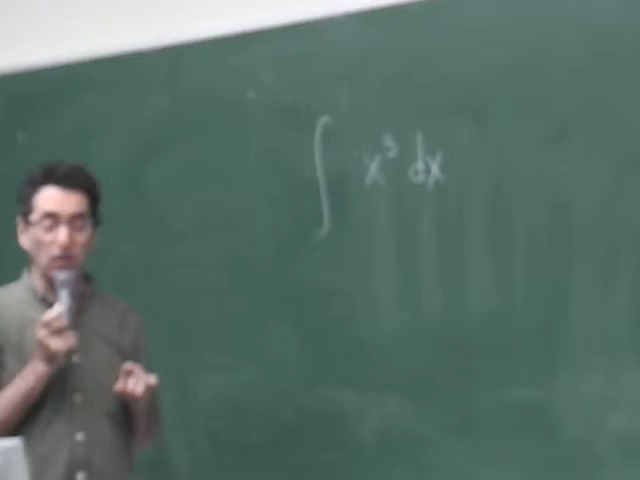 ∫ x³ dx